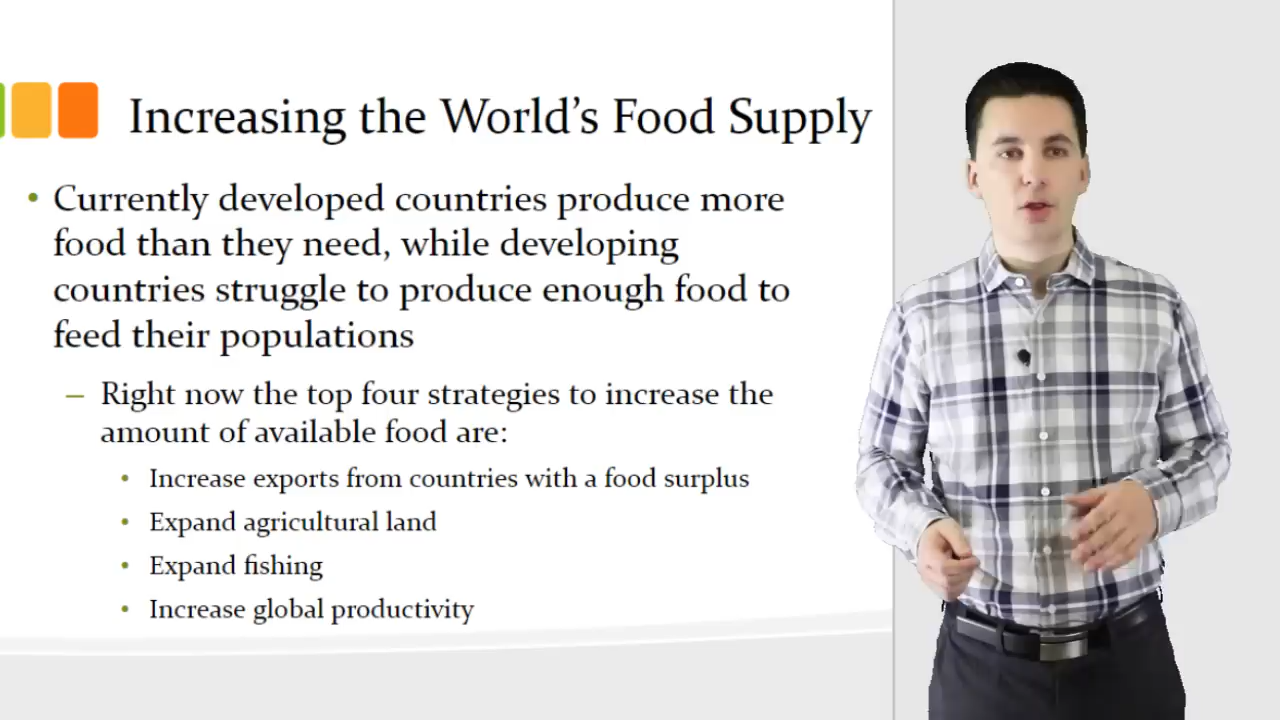 Increasing the World's Food Supply
• Currently developed countries produce more
food than they need, while developing
countries struggle to produce enough food to
feed their populations
– Right now the top four strategies to increase the
amount of available food are:
• Increase exports from countries with a food surplus
• Expand agricultural land
• Expand fishing
• Increase global productivity